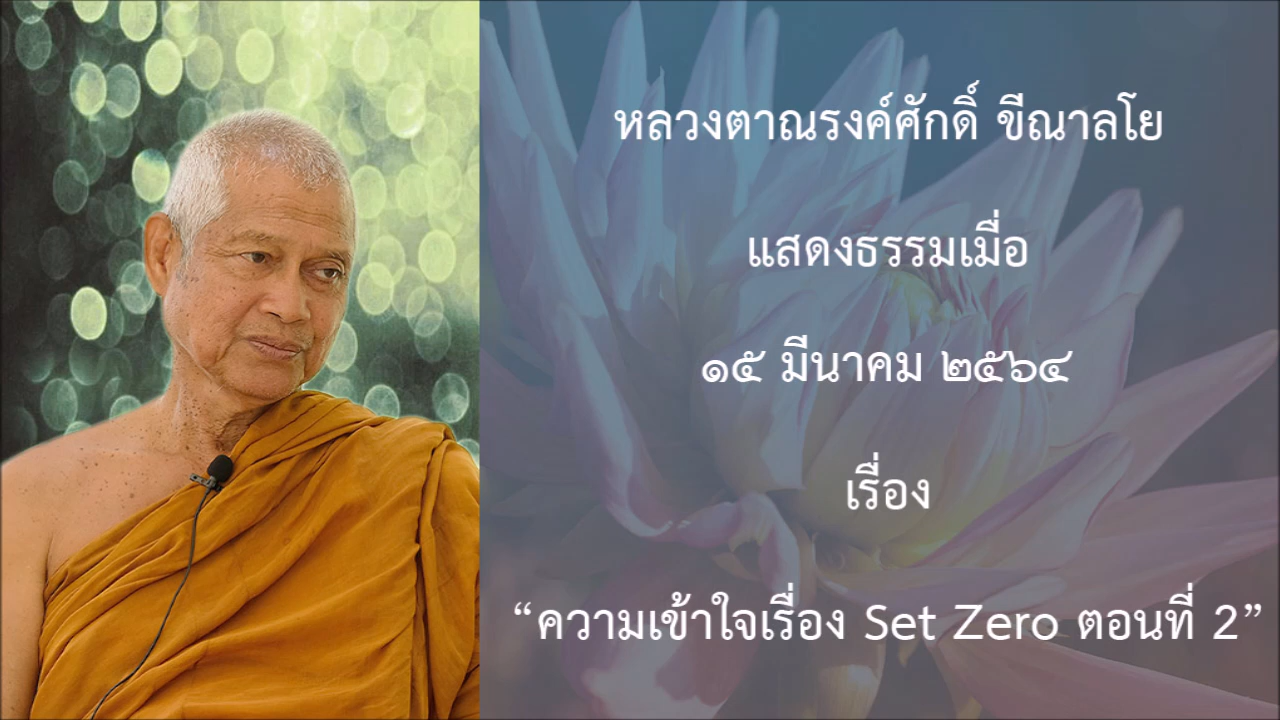 หลวงตาณรงค์ศักดิ์ ขีณาลโย
แสดงธรรมเมื่อ
๑๕ มีนาคม ๒๕๖๔
เรื่อง
“ความเข้าใจเรื่อง Set Zero ตอนที่ 2”